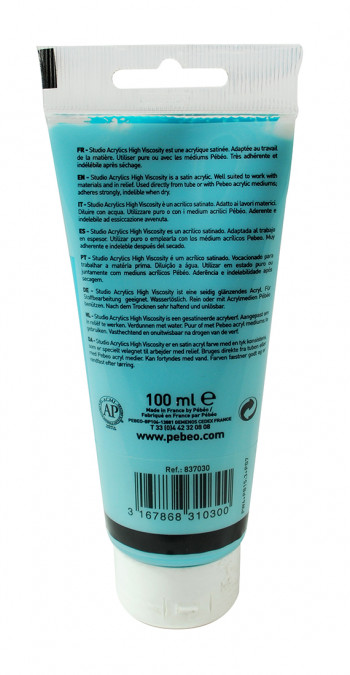 FR - Studio Acrylics High Viscosity est une acrylique satinée. Adaptée au travail
de la matière. Utiliser pure ou avec les médiums Pébéo. Très adhérente et
indélébile après séchage.
EN - Studio Acrylics High Viscosity is a satin acrylic. Well suited to work with
materials and in relief. Used directly from tube or with Pebeo acrylic mediums,
adheres strongly, indelible when dry.
IT - Studio Acrylics High Viscosity è un acrilico satinato. Adatto ai lavori materici.
Diluire con acqua. Utilizzare puro o con i medium acrilici Pébéo. Aderente e
indelebile ad essiccazione avvenuta.
ES - Studio Acrylics High Viscosity es un acrílico satinado. Adaptada al trabajo
en espesor. Utilizar puro o emplearla con los médium acrílicos Pebeo. Muy
adherente e indeleble después del secado.
PT - Studio Acrylics High Viscosity é um acrílico satinado. Vocacionado para
trabalhar a matéria prima. Diluição a água. Utilizar em estado puro ou
juntamente com mediums acrílicos Pébéo. Aderência e indelebilidade após
secagem.
DE - Studio Acrylics High Viscosity ist eine seidig glänzendes Acryl. Für
Stoffbearbeitung geeignet. Wasserlöslich. Rein oder mit Acrylmedien Pébéo.
Nach dem Trocknen sehr haftend und unlösbar.
NL - Studio Acrylics High Viscosity is een gesatineerde acrylverf. Aangepast om
in reliëf te werken. Verdunnen met water. Puur of met Pebeo acryl mediums te
gebruiken. Vasthechtend en onuitwisbaar na drogen van de verf.
DA - Studio Acrylics High Viscosity er en satin acryl farve med en tyk konsistens
som er specielt velegnet til arbejder med relief. Bruges direkte fra tuben eller
med Pebeo acryl medier. Kan fortyndes med vand. Farven hæfter godt og er
vandfast efter tørring.
AP
100 ml e
Made in France by Pébéo /
Fabriqué en France par Pébéo
PEBEO-BP106-13881 GEMENOS CEDEX FRANCE
T 33 (0)4 42 32 08 08
www.pebeo.com
Ref.: 837030
3 167868 310300